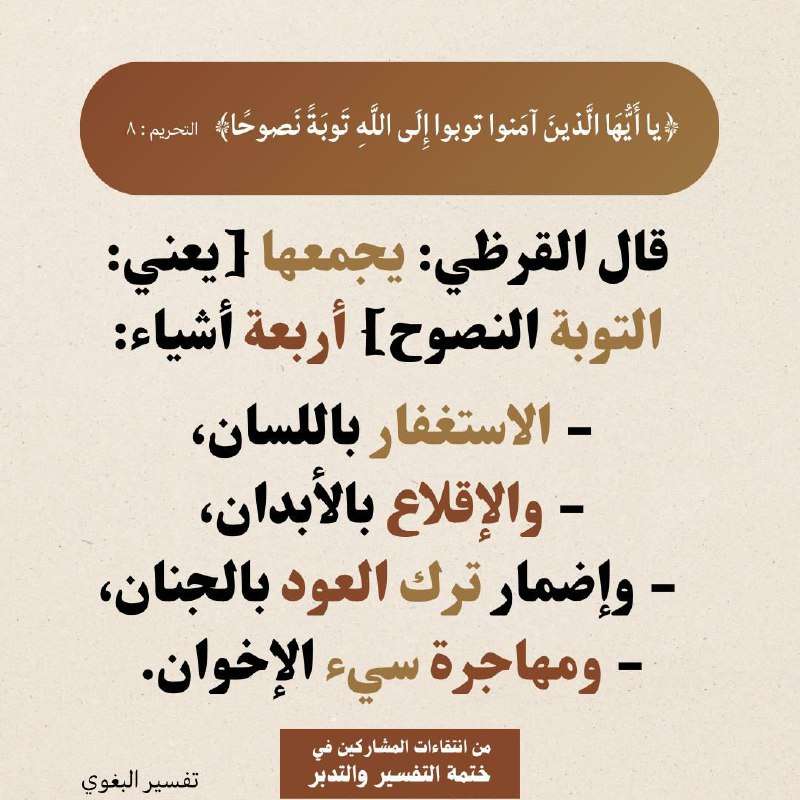 ﴿يا أَيُّهَا الَّذينَ آمَنوا توبوا إِلَى اللَّهِ تَوبَةً نَصوحًا﴾ التحريم : ٨
قال القرظي: يجمعها [يعني:
التوبة النصوح] أربعة أشياء:
- الاستغفار باللسان،
- والإقلاع بالأبدان،
- وإضمار ترك العود بالجنان،
- ومهاجرة سيء الإخوان.
من انتقاءات المشاركين في
ختمة التفسير والتدبر
تفسير البغوي